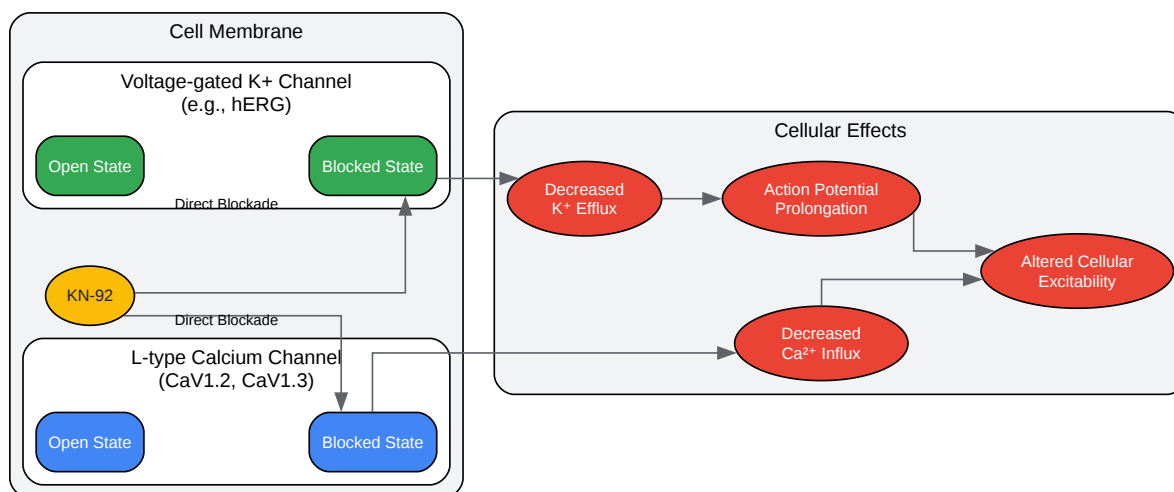 Cell Membrane
Voltage-gated K+ Channel
(e.g., hERG)
Open State
Blocked State
Direct Blockade
KN-92
Direct Blockade
L-type Calcium Channel
(CaV1.2, CaV1.3)
Open State
Blocked State
Cellular Effects
Decreased
K⁺ Efflux
Action Potential
Prolongation
Altered Cellular
Excitability
Decreased
Ca²⁺ Influx